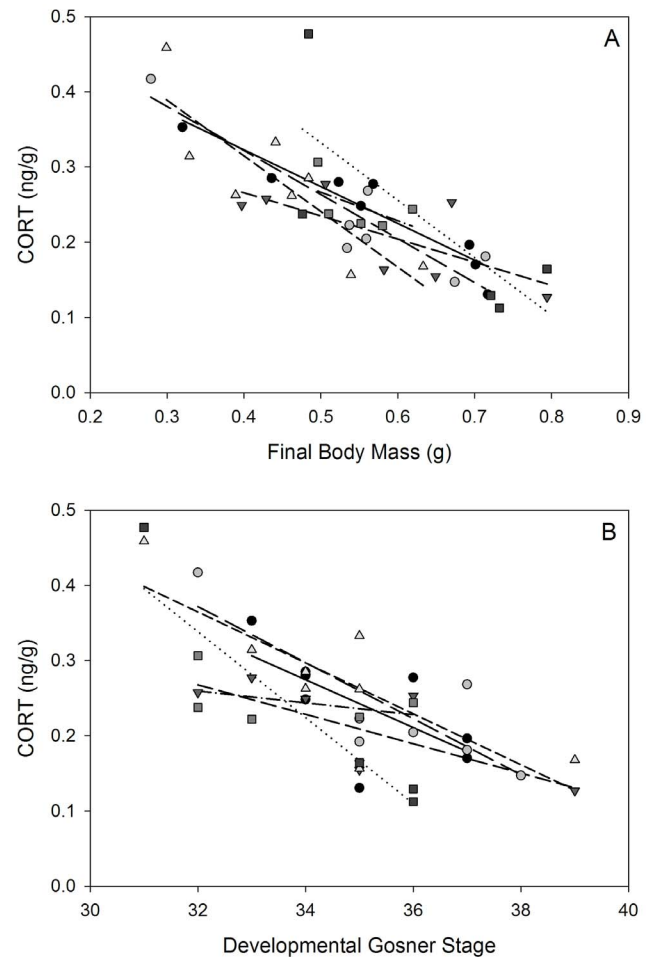 A
0.5
0.4
0.3
0.2
0.1
0.0
CORT (ng/g)
0.2 0.3 0.4 0.5 0.6 0.7 0.8 0.9
Final Body Mass (g)
B
0.5
0.4
0.3
0.2
0.1
0.0
CORT (ng/g)
30 32 34 36 38 40
Developmental Gosner Stage